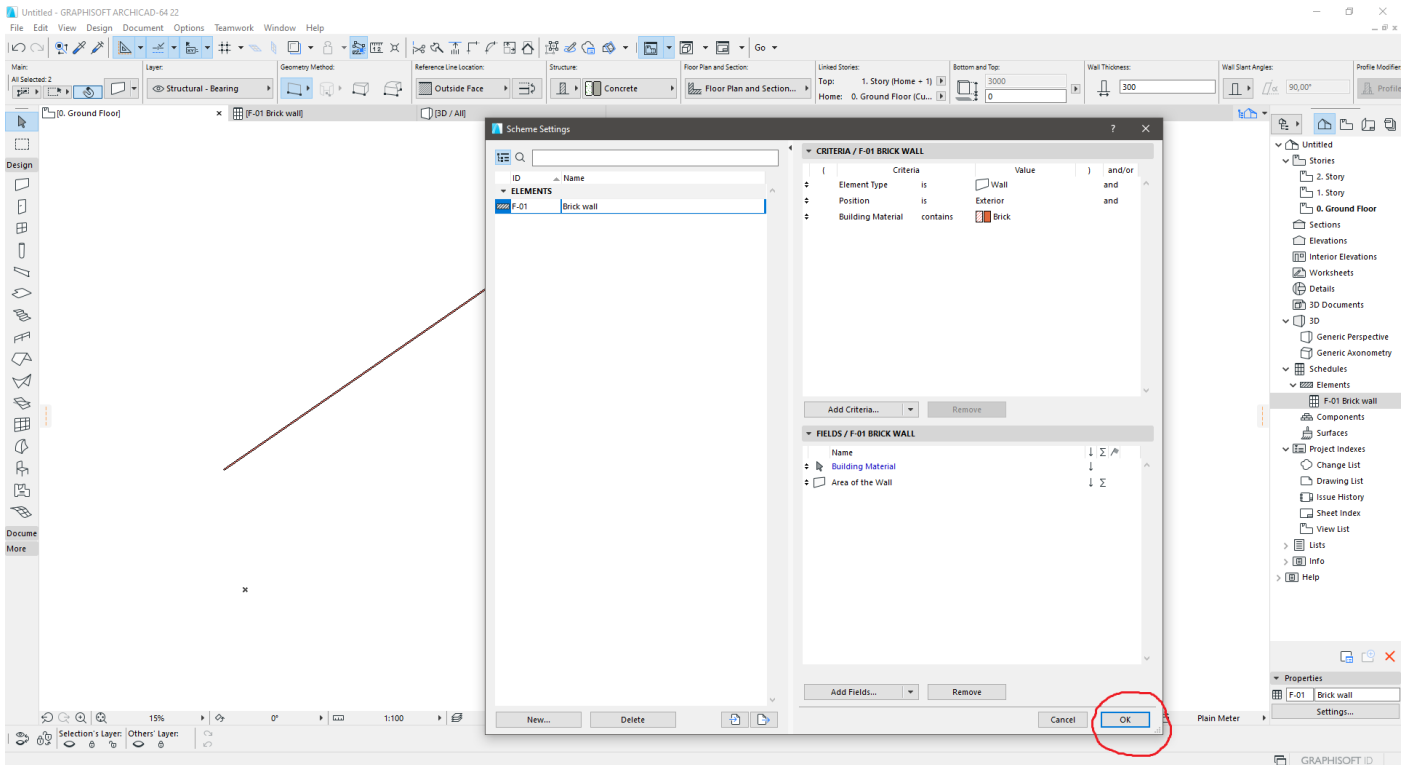 Untitled - GRAPHISOFT ARCHICAD-64 22
File Edit View Design Document Options Teamwork Window Help
Go
Main: Layer: Geometry Method: Reference Line Location: Structure: Floor Plan and Section: Linked Stories: Bottom and Top: Wall Thickness: Wall Slant Angles: Profile Modifier
All Selected: 2
Structural - Bearing
Outside Face
Concrete
Floor Plan and Section...
Top: 1. Story (Home + 1)
Home: 0. Ground Floor (Cu...
3000
0
300
90,00°
Profile
[0. Ground Floor]
[F-01 Brick wall]
[3D / All]
Design
Docume
More
Scheme Settings
ID Name
ELEMENTS
F-01 Brick wall
New... Delete
CRITERIA / F-01 BRICK WALL
( Criteria Value ) and/or
Element Type is Wall and
Position is Exterior and
Building Material contains Brick
Add Criteria... Remove
FIELDS / F-01 BRICK WALL
Name
Building Material
Area of the Wall
Add Fields... Remove
Cancel OK
Untitled
Stories
2. Story
1. Story
0. Ground Floor
Sections
Elevations
Interior Elevations
Worksheets
Details
3D Documents
3D
Generic Perspective
Generic Axonometry
Schedules
Elements
F-01 Brick wall
Components
Surfaces
Project Indexes
Change List
Drawing List
Issue History
Sheet Index
View List
Lists
Info
Help
Properties
F-01 Brick wall
Settings...
15% 0° 1:100 Plain Meter
Selection's Layer: Others' Layer:
GRAPHISOFT ID